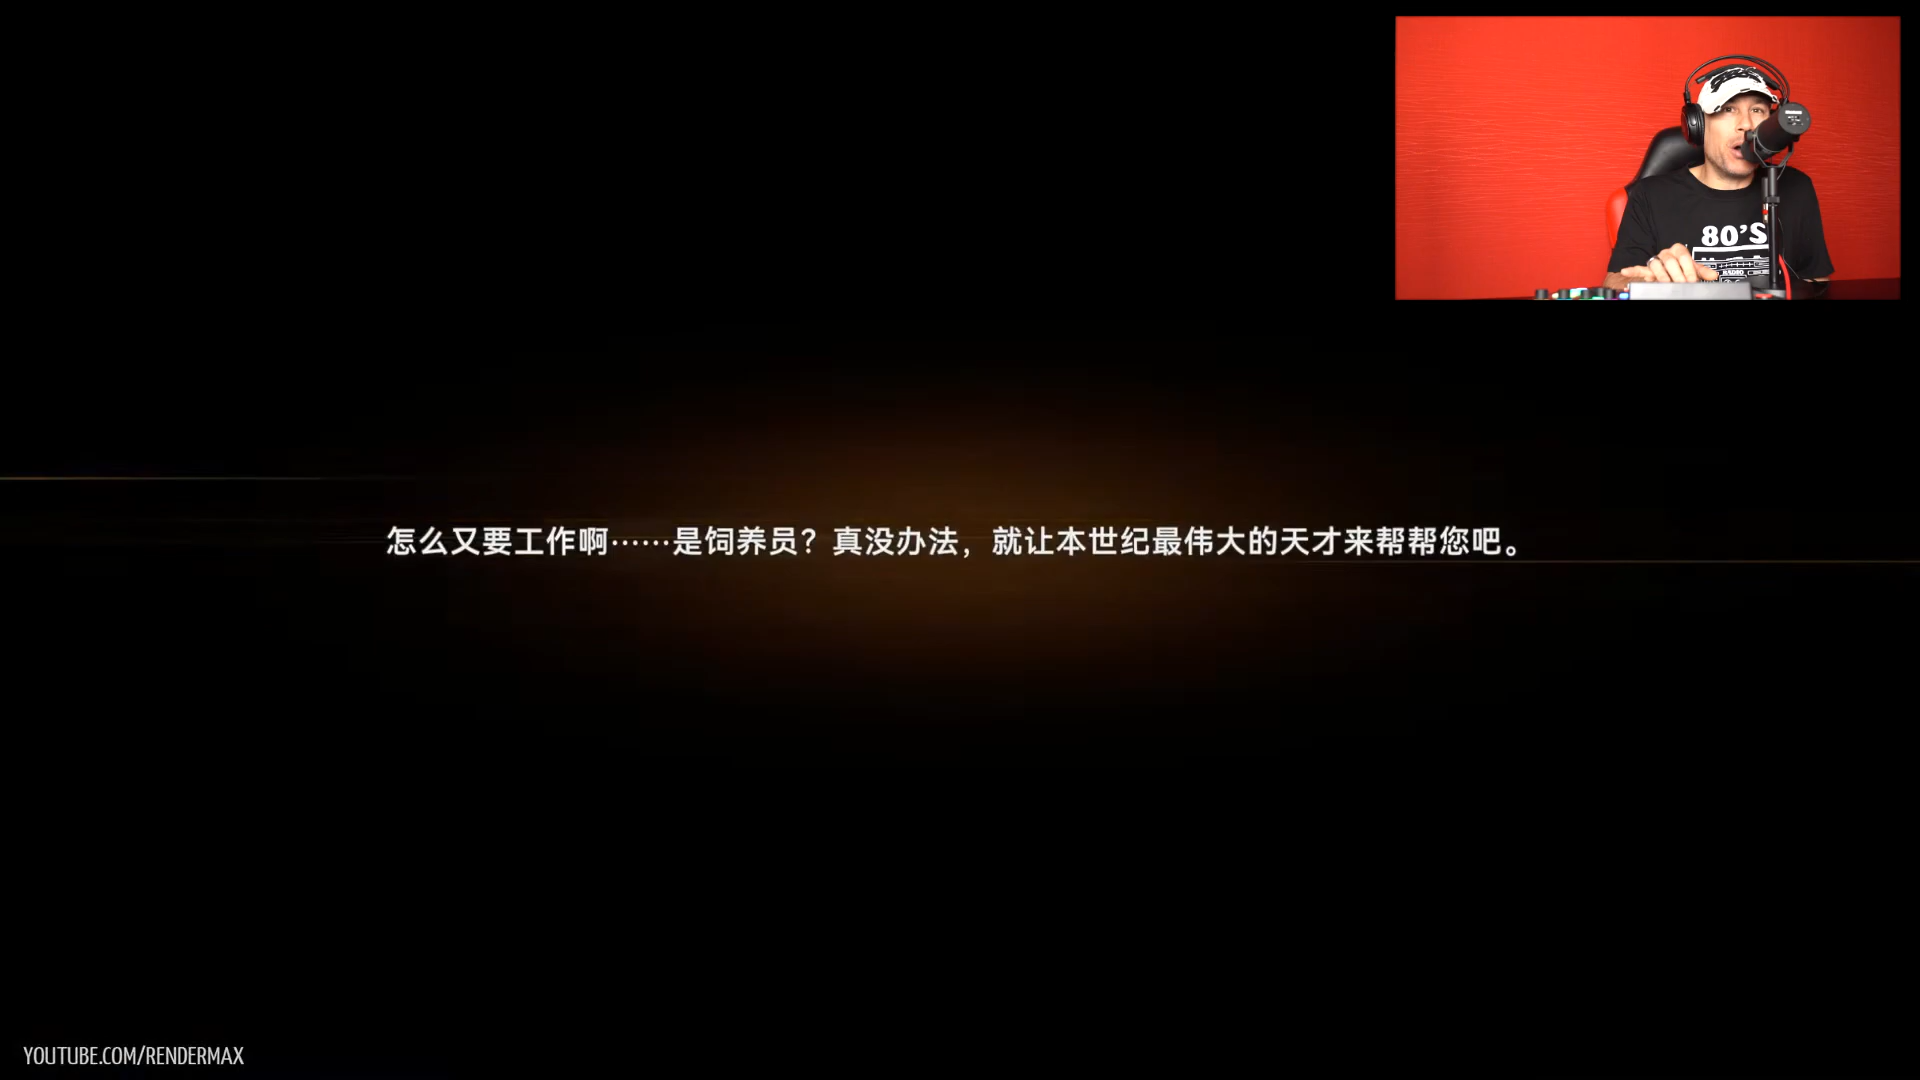 80'S
RADIO
怎么又要工作啊……是饲养员？真没办法，就让本世纪最伟大的天才来帮帮您吧。
YOUTUBE.COM/RENDERMAX